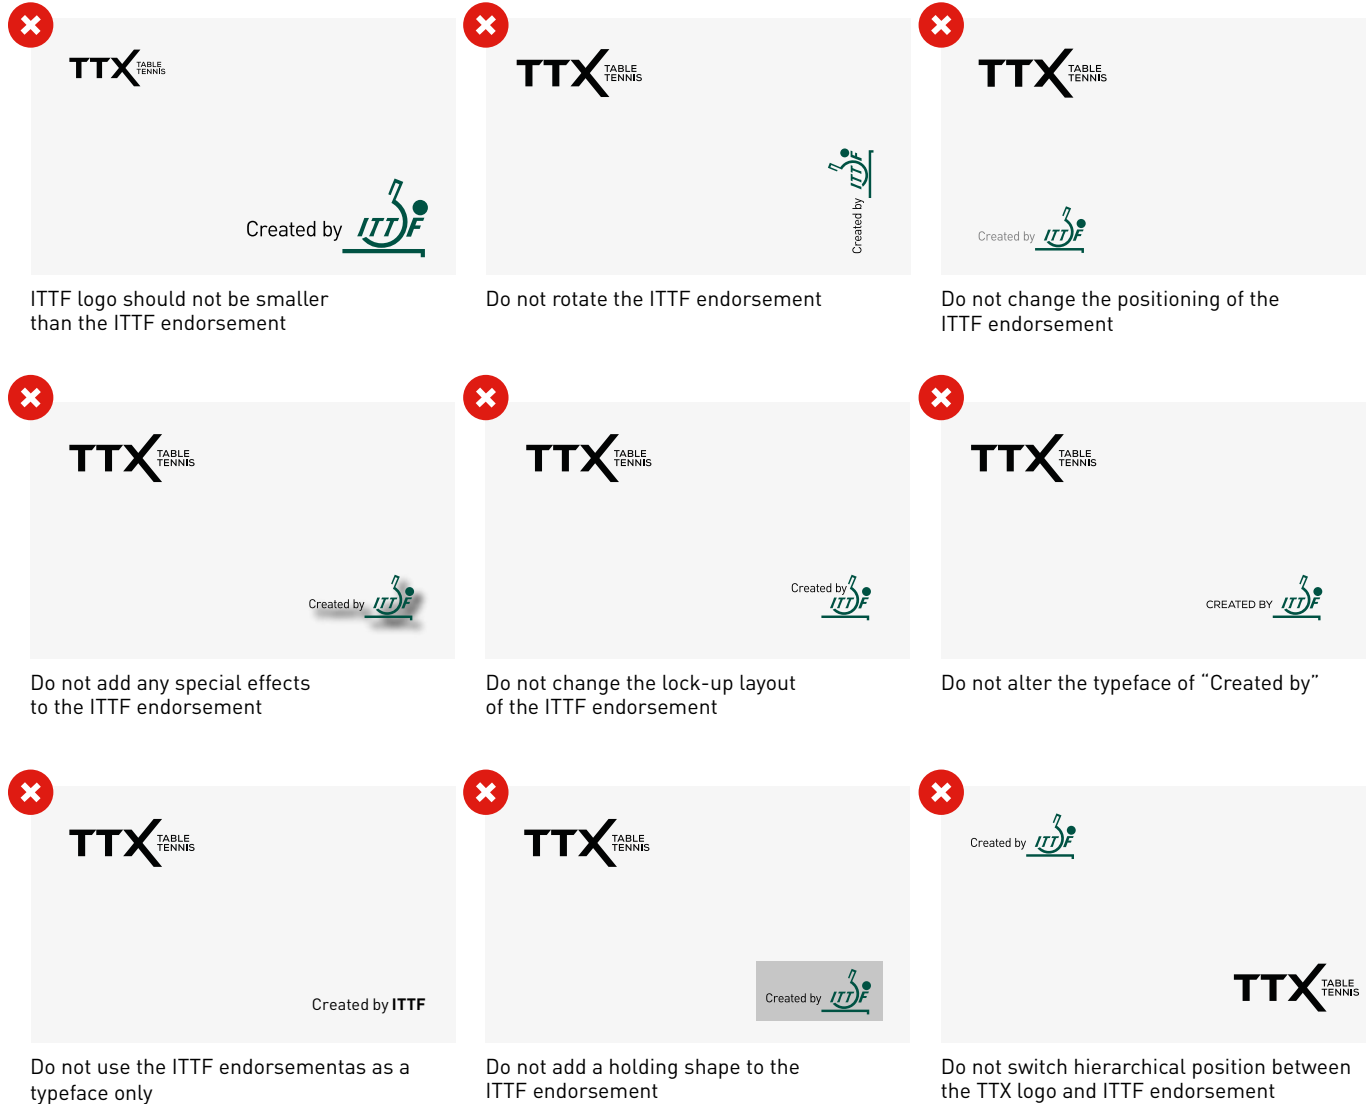 TTX TABLE
TENNIS
Created by ITTF
ITTF logo should not be smaller
than the ITTF endorsement
TTX TABLE
TENNIS
Created by ITTF
Do not rotate the ITTF endorsement
TTX TABLE
TENNIS
Created by ITTF
Do not change the positioning of the
ITTF endorsement
TTX TABLE
TENNIS
Created by ITTF
Do not add any special effects
to the ITTF endorsement
TTX TABLE
TENNIS
Created by
ITTF
Do not change the lock-up layout
of the ITTF endorsement
TTX TABLE
TENNIS
CREATED BY ITTF
Do not alter the typeface of “Created by”
TTX TABLE
TENNIS
Created by ITTF
Do not use the ITTF endorsementas as a
typeface only
TTX TABLE
TENNIS
Created by ITTF
Do not add a holding shape to the
ITTF endorsement
Created by ITTF
TTX TABLE
TENNIS
Do not switch hierarchical position between
the TTX logo and ITTF endorsement